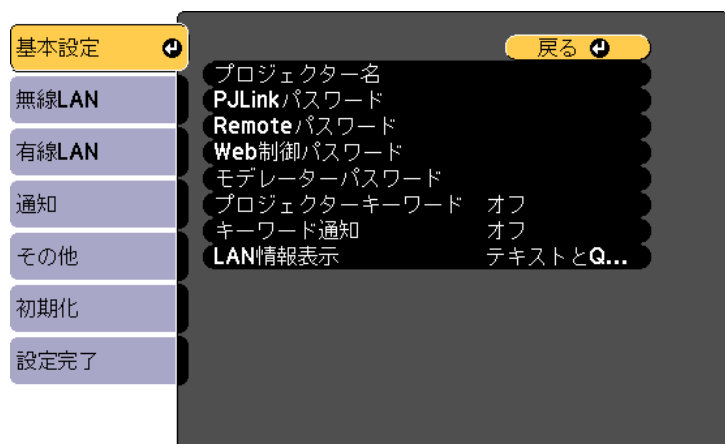 基本設定
無線LAN
有線LAN
通知
その他
初期化
設定完了
戻る
プロジェクター名
PJLinkパスワード
Remoteパスワード
Web制御パスワード
モデレーターパスワード
プロジェクターキーワード オフ
キーワード通知 オフ
LAN情報表示 テキストとQ...